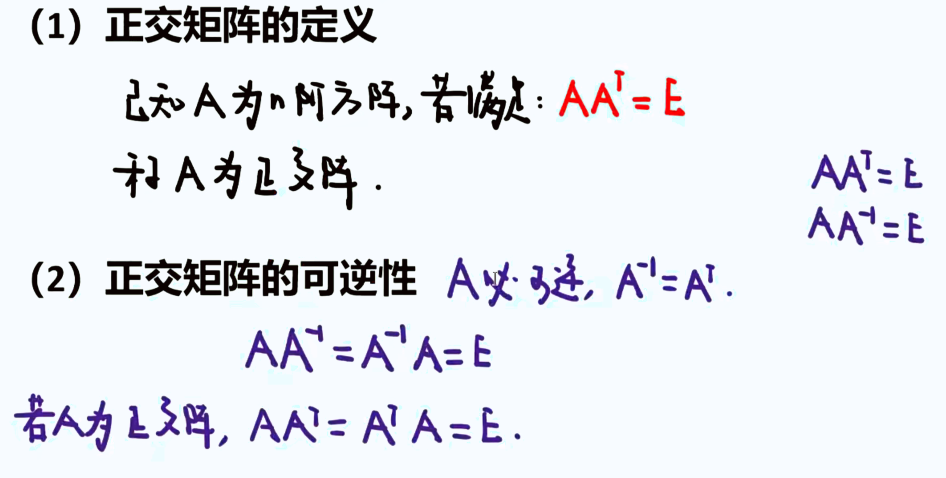 （1）正交矩阵的定义
已知A为n阶方阵,若满足:AAᵀ=E
称A为正交阵.
AAᵀ=E
AA⁻¹=E
（2）正交矩阵的可逆性 A必可逆,A⁻¹=Aᵀ.
AA⁻¹=A⁻¹A=E
若A为正交阵,AAᵀ=AᵀA=E.